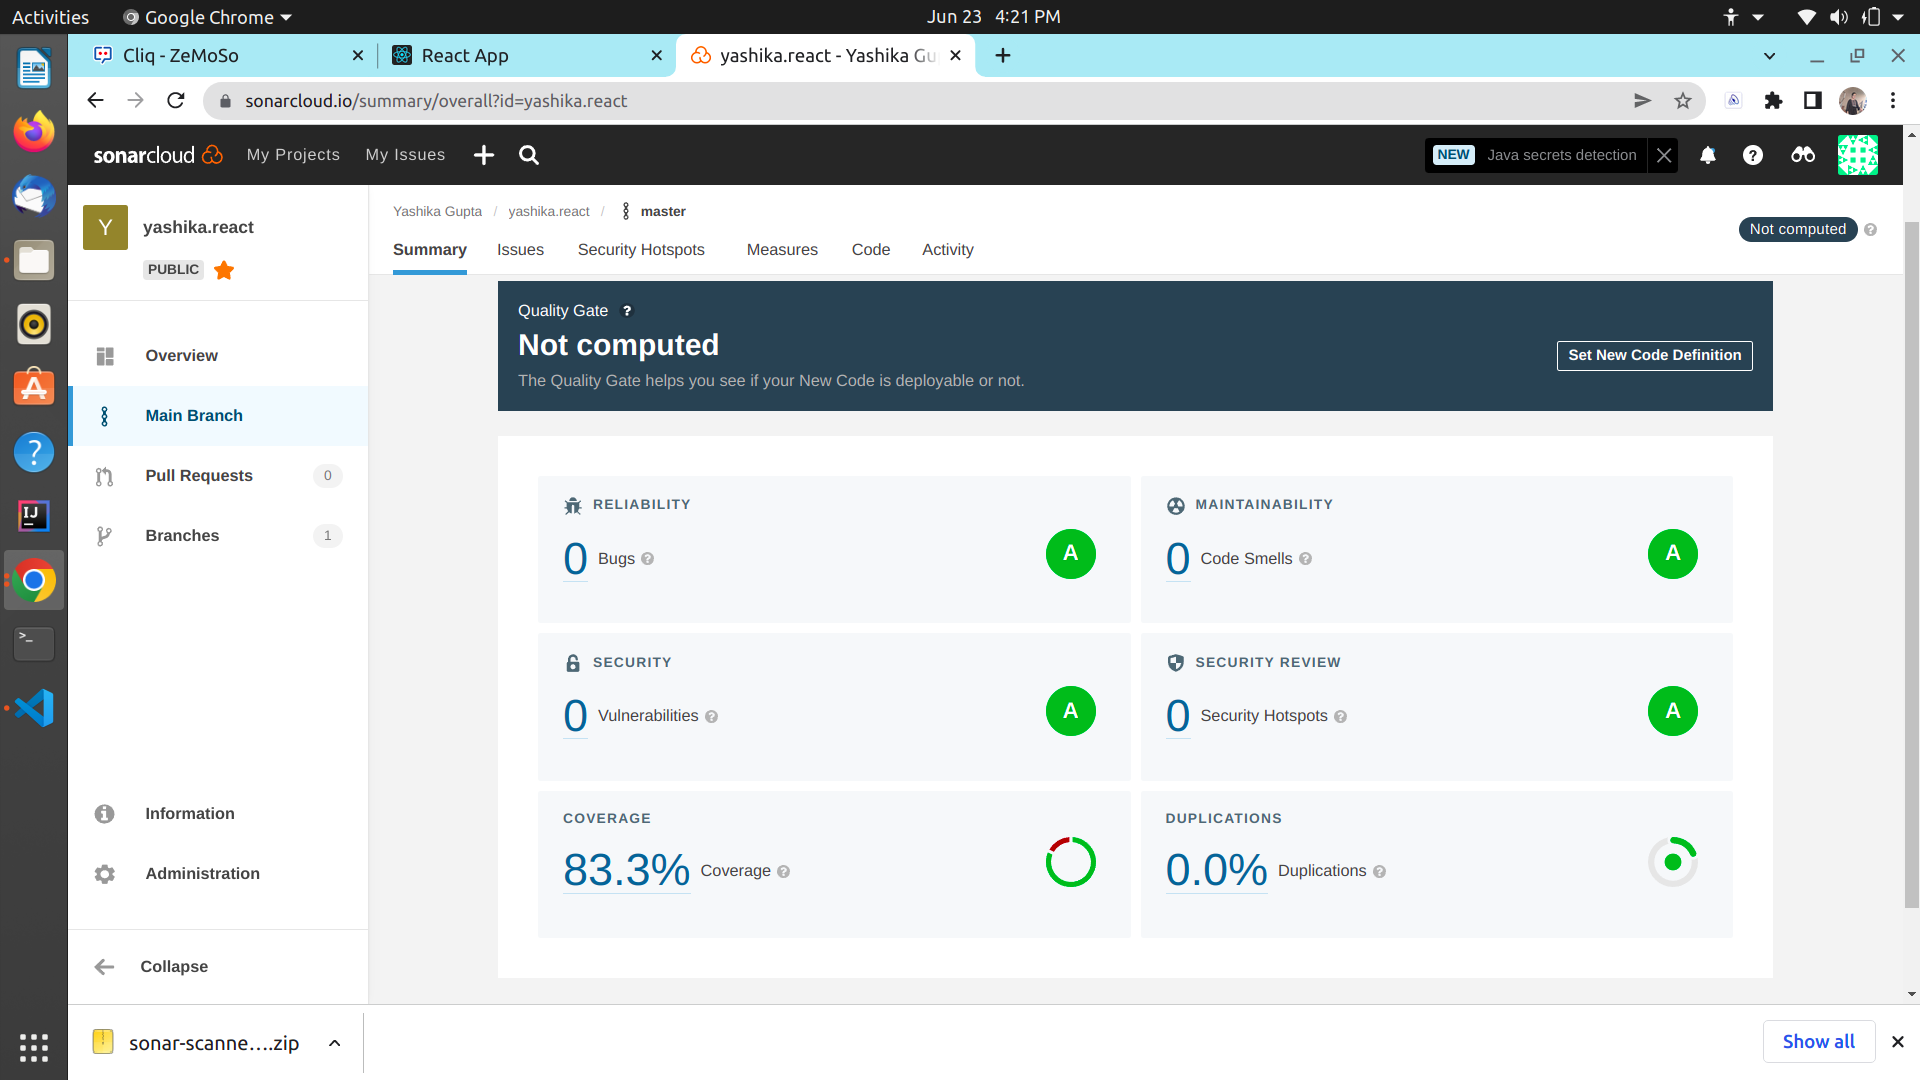 Activities
Google Chrome
Jun 23 4:21 PM
Cliq - ZeMoSo
React App
yashika.react - Yashika Gu
sonarcloud.io/summary/overall?id=yashika.react
sonarcloud
My Projects
My Issues
NEW
Java secrets detection
Y
yashika.react
PUBLIC
Overview
Main Branch
Pull Requests
0
Branches
1
Information
Administration
Collapse
Yashika Gupta / yashika.react / master
Not computed
Summary
Issues
Security Hotspots
Measures
Code
Activity
Quality Gate
Not computed
The Quality Gate helps you see if your New Code is deployable or not.
Set New Code Definition
RELIABILITY
0 Bugs
A
MAINTAINABILITY
0 Code Smells
A
SECURITY
0 Vulnerabilities
A
SECURITY REVIEW
0 Security Hotspots
A
COVERAGE
83.3% Coverage
DUPLICATIONS
0.0% Duplications
sonar-scanne....zip
Show all